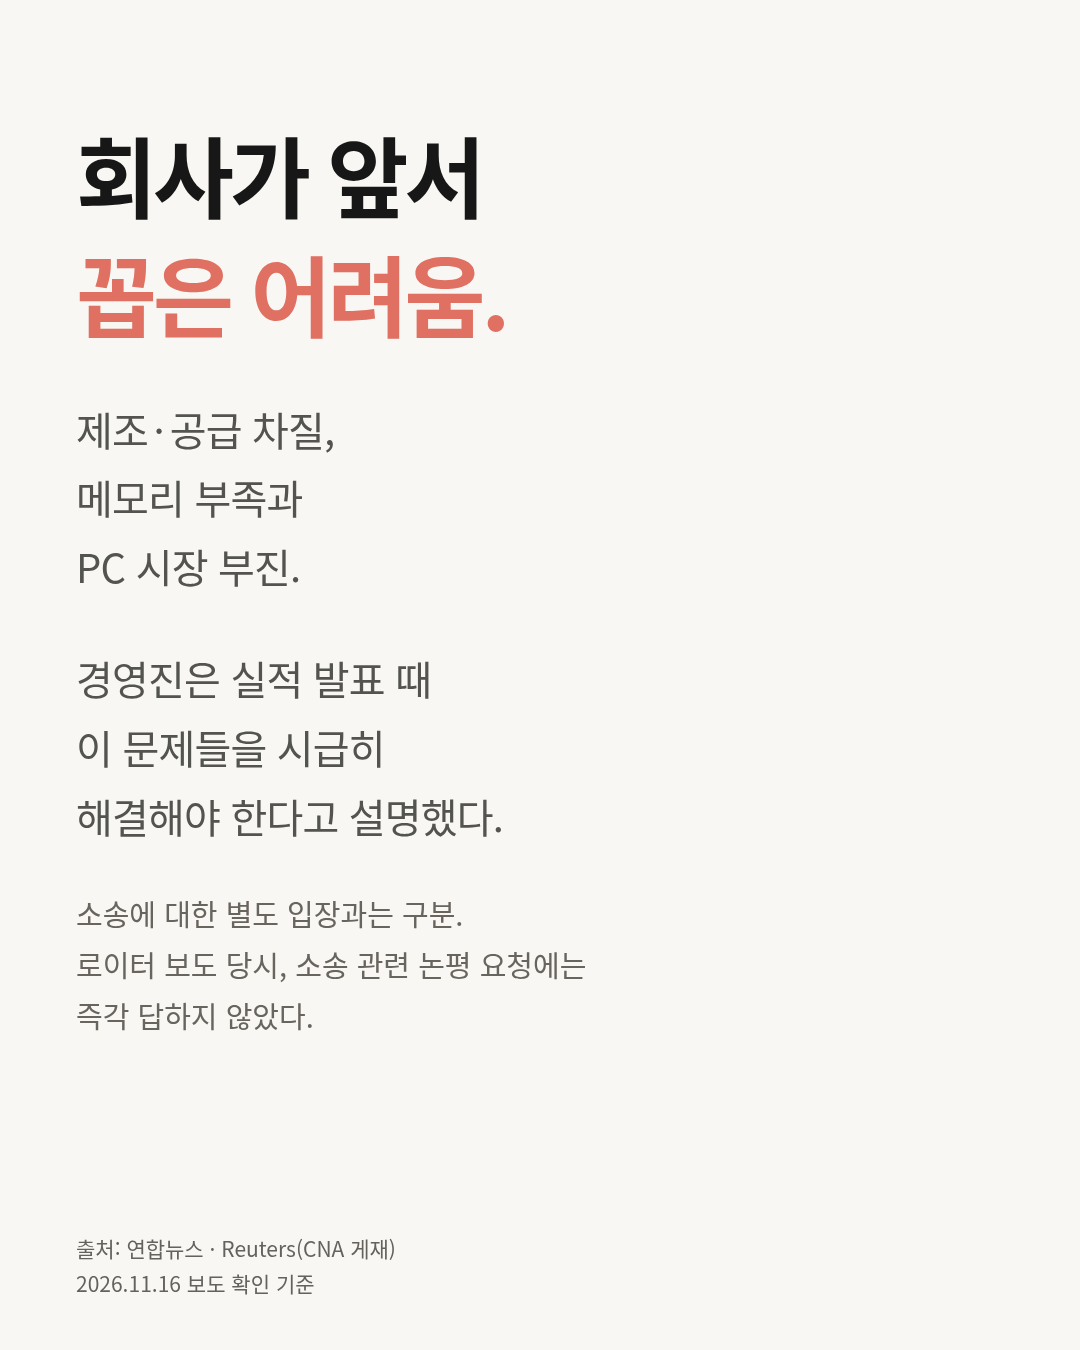 회사가 앞서
꼽은 어려움.
제조·공급 차질,
메모리 부족과
PC 시장 부진.
경영진은 실적 발표 때
이 문제들을 시급히
해결해야 한다고 설명했다.
소송에 대한 별도 입장과는 구분.
로이터 보도 당시, 소송 관련 논평 요청에는
즉각 답하지 않았다.
출처: 연합뉴스 · Reuters(CNA 게재)
2026.11.16 보도 확인 기준